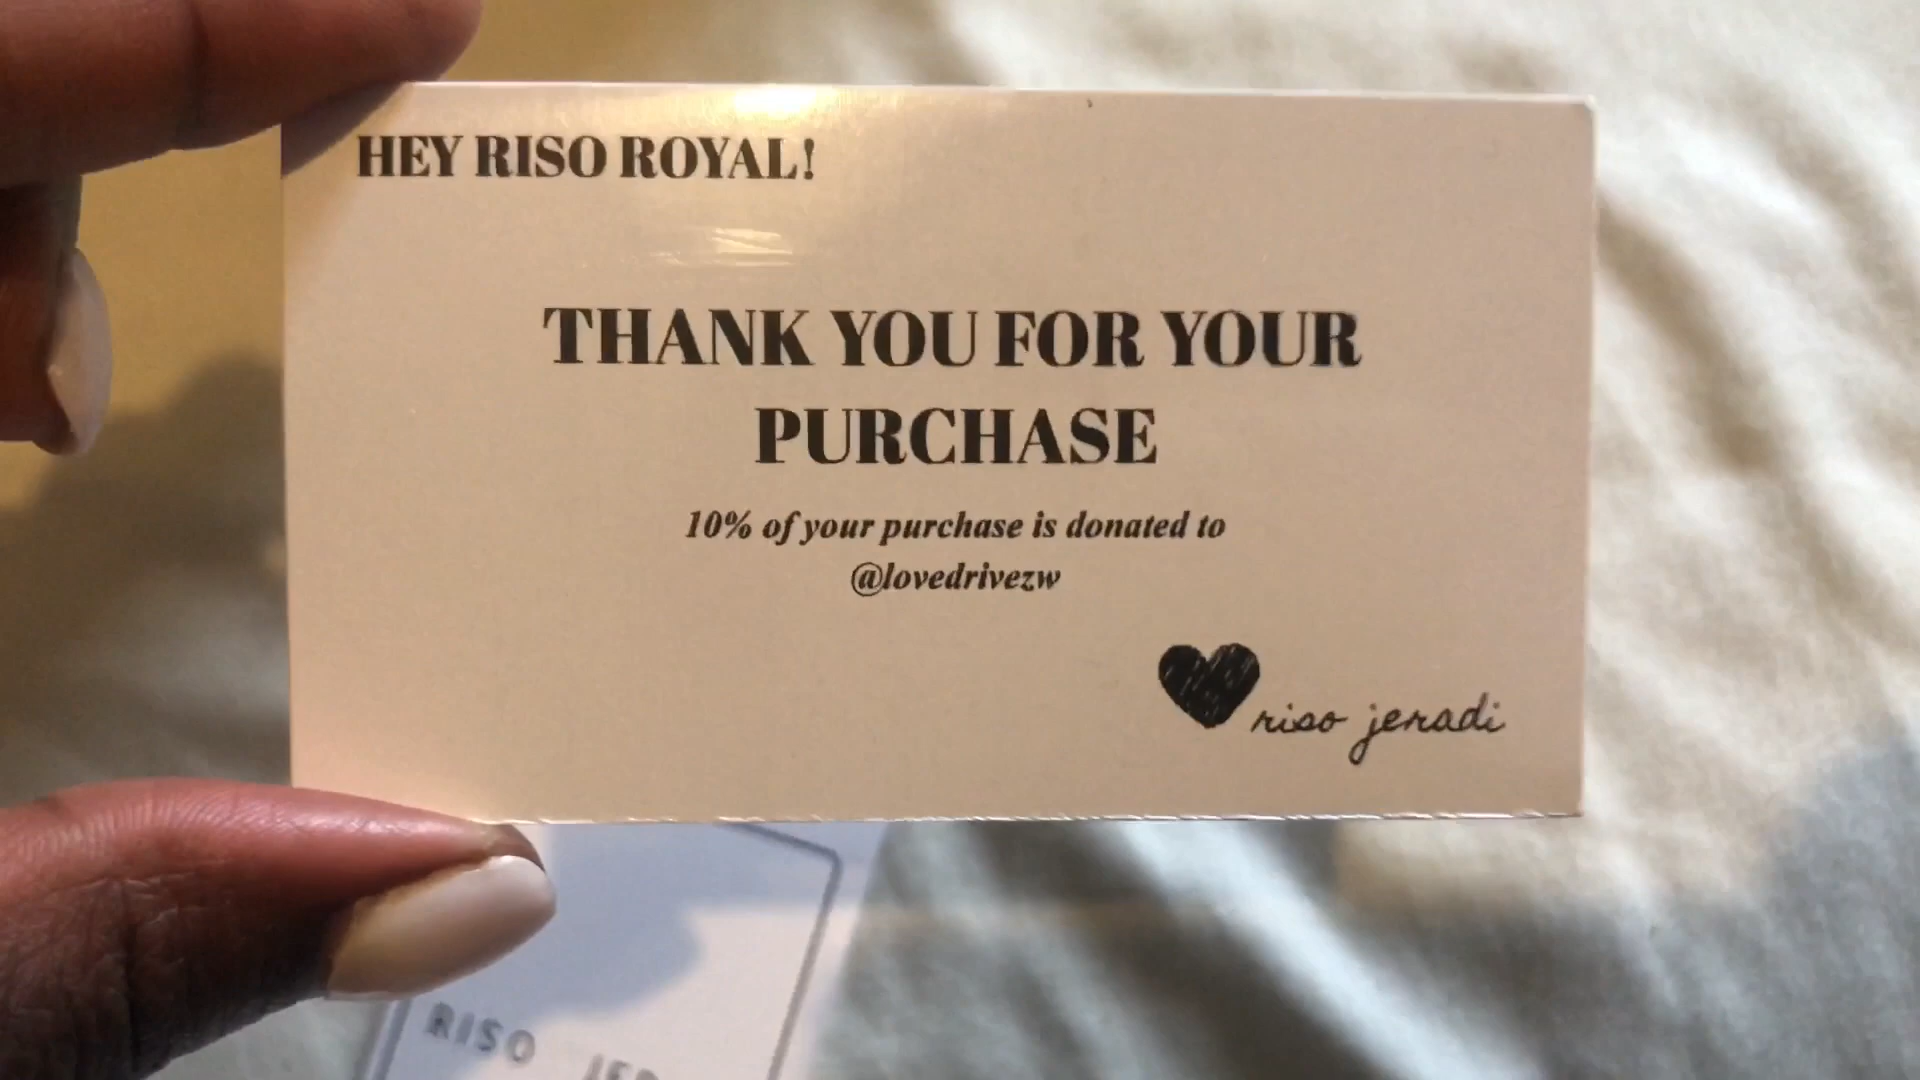 HEY RISO ROYAL!
THANK YOU FOR YOUR
PURCHASE
10% of your purchase is donated to
@lovedrivezw
riso jeradi
RISO